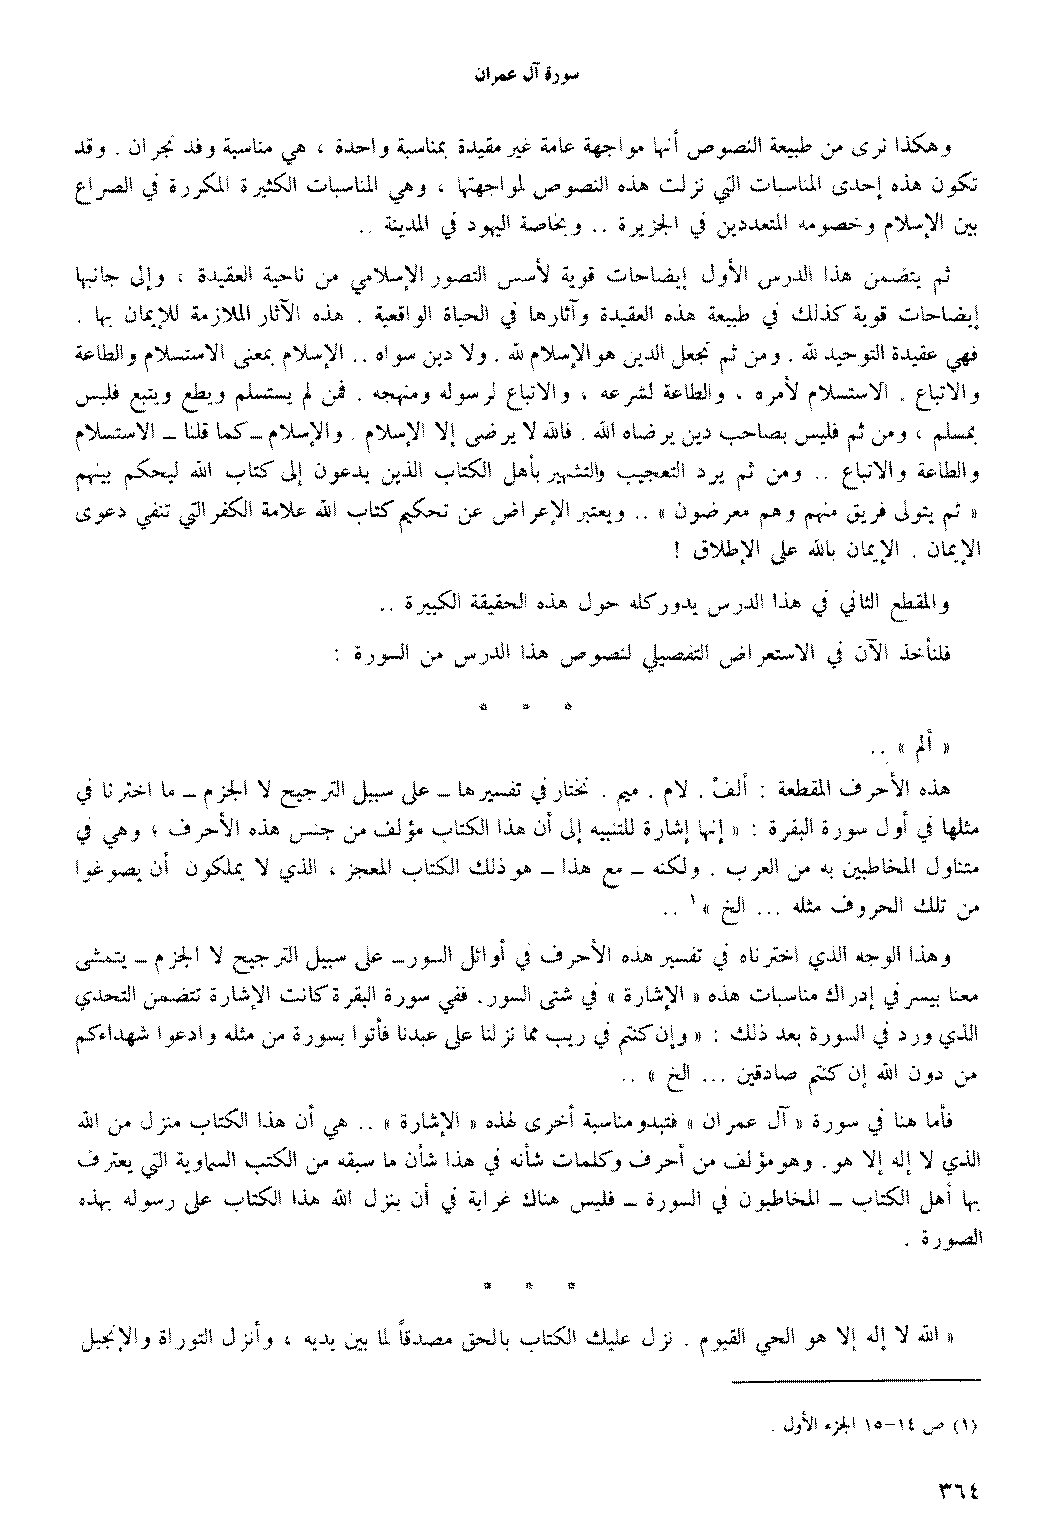 سورة آل عمران
وهكذا نرى من طبيعة النصوص أنها مواجهة عامة غير مقيدة بمناسبة واحدة ، هي مناسبة وفد نجران . وقد
تكون هذه إحدى المناسبات التي نزلت هذه النصوص لمواجهتها ، وهي المناسبات الكثيرة المكررة في الصراع
بين الإسلام وخصومه المتعددين في الجزيرة .. وبخاصة اليهود في المدينة ..
ثم يتضمن هذا الدرس الأول إيضاحات قوية لأسس التصور الإسلامي من ناحية العقيدة ، وإلى جانبها
إيضاحات قوية كذلك في طبيعة هذه العقيدة وآثارها في الحياة الواقعية . هذه الآثار الملازمة للإيمان بها .
فهي عقيدة التوحيد لله . ومن ثم تجعل الدين هو الإسلام لله . ولا دين سواه .. الإسلام بمعنى الاستسلام والطاعة
والاتباع . الاستسلام لأمره ، والطاعة لشرعه ، والاتباع لرسوله ومنهجه . فمن لم يستسلم ويطع ويتبع فليس
بمسلم ، ومن ثم فليس بصاحب دين يرضاه الله . فالله لا يرضى إلا الإسلام . والإسلام – كما قلنا – الاستسلام
والطاعة والاتباع .. ومن ثم يرد التعجيب والتشهير بأهل الكتاب الذين يدعون إلى كتاب الله ليحكم بينهم
« ثم يتولى فريق منهم وهم معرضون » .. ويعتبر الإعراض عن تحكيم كتاب الله علامة الكفر التي تنفي دعوى
الإيمان . الإيمان بالله على الإطلاق !
والمقطع الثاني في هذا الدرس يدور كله حول هذه الحقيقة الكبيرة ..
فلنأخذ الآن في الاستعراض التفصيلي لنصوص هذا الدرس من السورة :
* * *
« ألم » ..
هذه الأحرف المقطعة : ألفْ . لام . ميم . نختار في تفسيرها – على سبيل الترجيح لا الجزم – ما اخترنا في
مثلها في أول سورة البقرة : « إنها إشارة للتنبيه إلى أن هذا الكتاب مؤلف من جنس هذه الأحرف ؛ وهي في
متناول المخاطبين به من العرب . ولكنه – مع هذا – هو ذلك الكتاب المعجز ، الذي لا يملكون أن يصوغوا
من تلك الحروف مثله ... الخ »١ ..
وهذا الوجه الذي اخترناه في تفسير هذه الأحرف في أوائل السور – على سبيل الترجيح لا الجزم – يتمشى
معنا بيسر في إدراك مناسبات هذه « الإشارة » في شتى السور . ففي سورة البقرة كانت الإشارة تتضمن التحدي
الذي ورد في السورة بعد ذلك : « وإن كنتم في ريب مما نزلنا على عبدنا فأتوا بسورة من مثله وادعوا شهداءكم
من دون الله إن كنتم صادقين ... الخ » ..
فأما هنا في سورة « آل عمران » فتبدو مناسبة أخرى لهذه « الإشارة » .. هي أن هذا الكتاب منزل من الله
الذي لا إله إلا هو . وهو مؤلف من أحرف وكلمات شأنه في هذا شأن ما سبقه من الكتب السماوية التي يعترف
بها أهل الكتاب – المخاطبون في السورة – فليس هناك غرابة في أن ينزل الله هذا الكتاب على رسوله بهذه
الصورة .
* * *
« الله لا إله إلا هو الحي القيوم . نزل عليك الكتاب بالحق مصدقاً لما بين يديه ، وأنزل التوراة والإنجيل
(١) ص ١٤–١٥ الجزء الأول .
٣٦٤